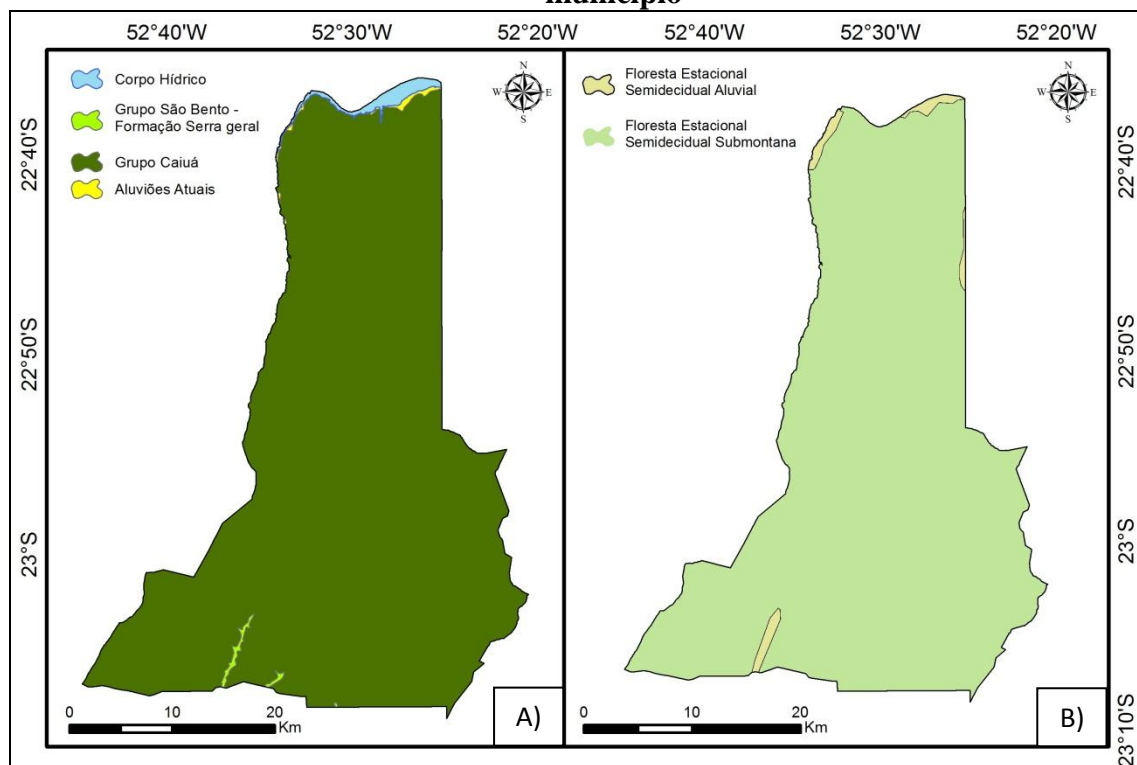 município
52°40'W 52°30'W 52°20'W 52°40'W 52°30'W 52°20'W
22°40'S
22°50'S
23°S
Corpo Hídrico
Grupo São Bento -
Formação Serra geral
Grupo Caiuá
Aluviões Atuais
N
W E
S
0 10 20
Km
A)
Floresta Estacional
Semidecidual Aluvial
Floresta Estacional
Semidecidual Submontana
N
W E
S
0 10 20
Km
B)
22°40'S
22°50'S
23°S
23°10'S